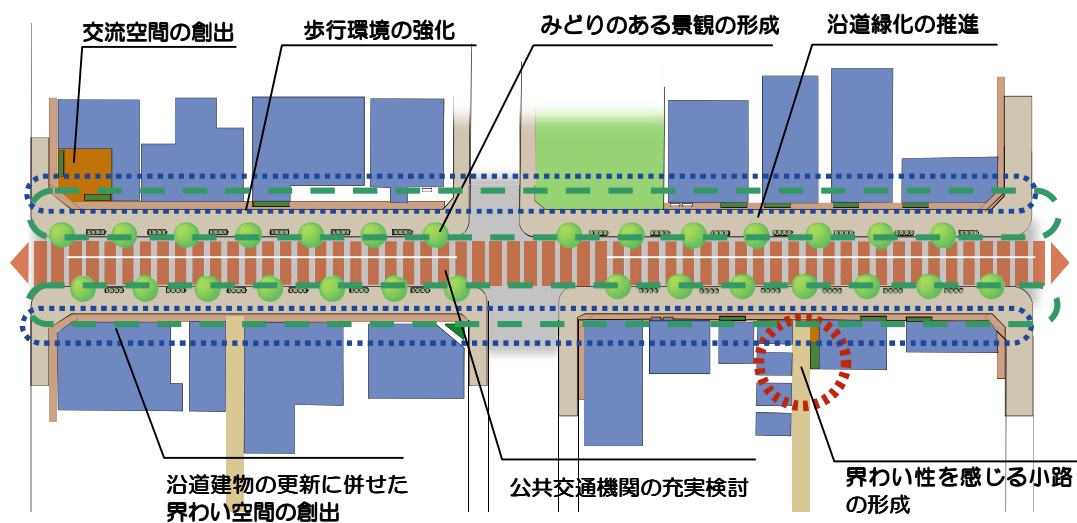 交流空間の創出
歩行環境の強化
みどりのある景観の形成
沿道緑化の推進
沿道建物の更新に併せた
界わい空間の創出
公共交通機関の充実検討
界わい性を感じる小路
の形成